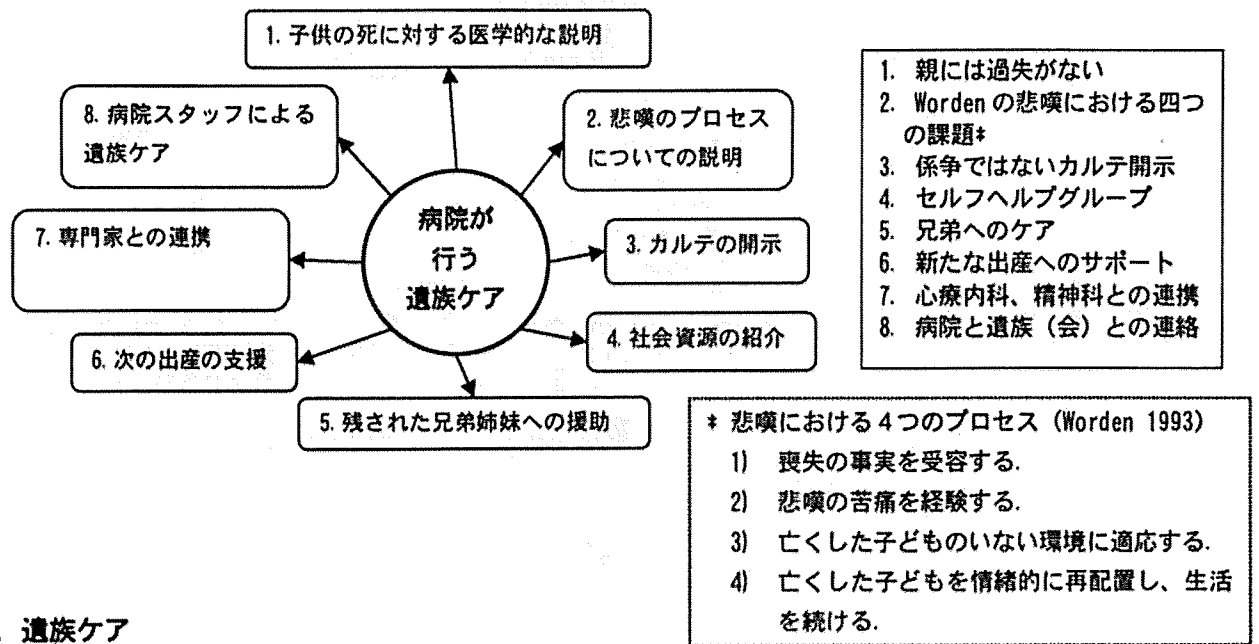 1. 子供の死に対する医学的な説明
8. 病院スタッフによる
遺族ケア
2. 悲嘆のプロセス
についての説明
病院が
行う
遺族ケア
7. 専門家との連携
3. カルテの開示
6. 次の出産の支援
4. 社会資源の紹介
5. 残された兄弟姉妹への援助
1. 親には過失がない
2. Worden の悲嘆における四つ
の課題*
3. 係争ではないカルテ開示
4. セルフヘルプグループ
5. 兄弟へのケア
6. 新たな出産へのサポート
7. 心療内科、精神科との連携
8. 病院と遺族(会)との連絡
* 悲嘆における4つのプロセス (Worden 1993)
1) 喪失の事実を受容する.
2) 悲嘆の苦痛を経験する.
3) 亡くした子どものいない環境に適応する.
4) 亡くした子どもを情緒的に再配置し、生活
を続ける.
遺族ケア